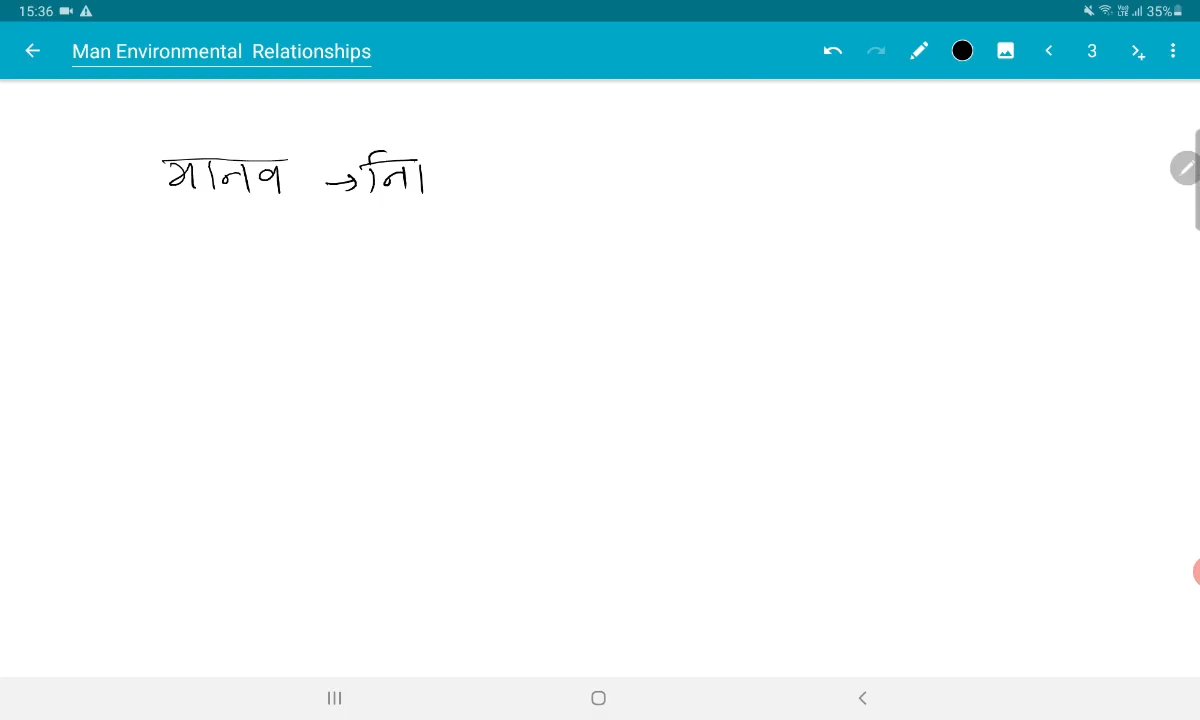 15:36 35%
Man Environmental Relationships
3
मानव → नि